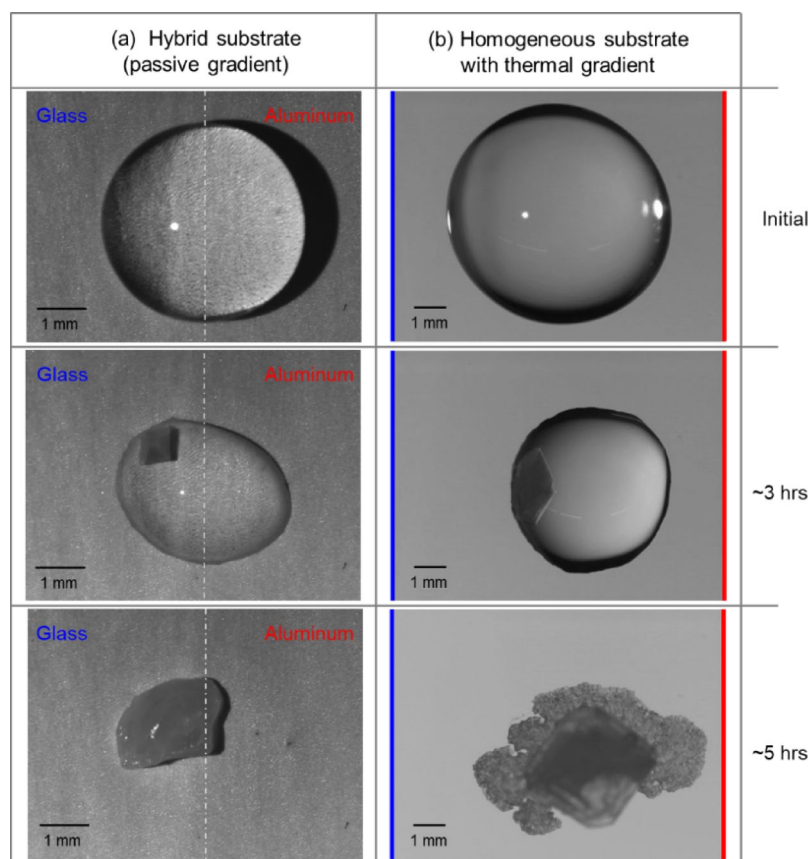 (a) Hybrid substrate
(passive gradient)
(b) Homogeneous substrate
with thermal gradient
Glass
Aluminum
1 mm
1 mm
Initial
Glass
Aluminum
1 mm
1 mm
~3 hrs
Glass
Aluminum
1 mm
1 mm
~5 hrs